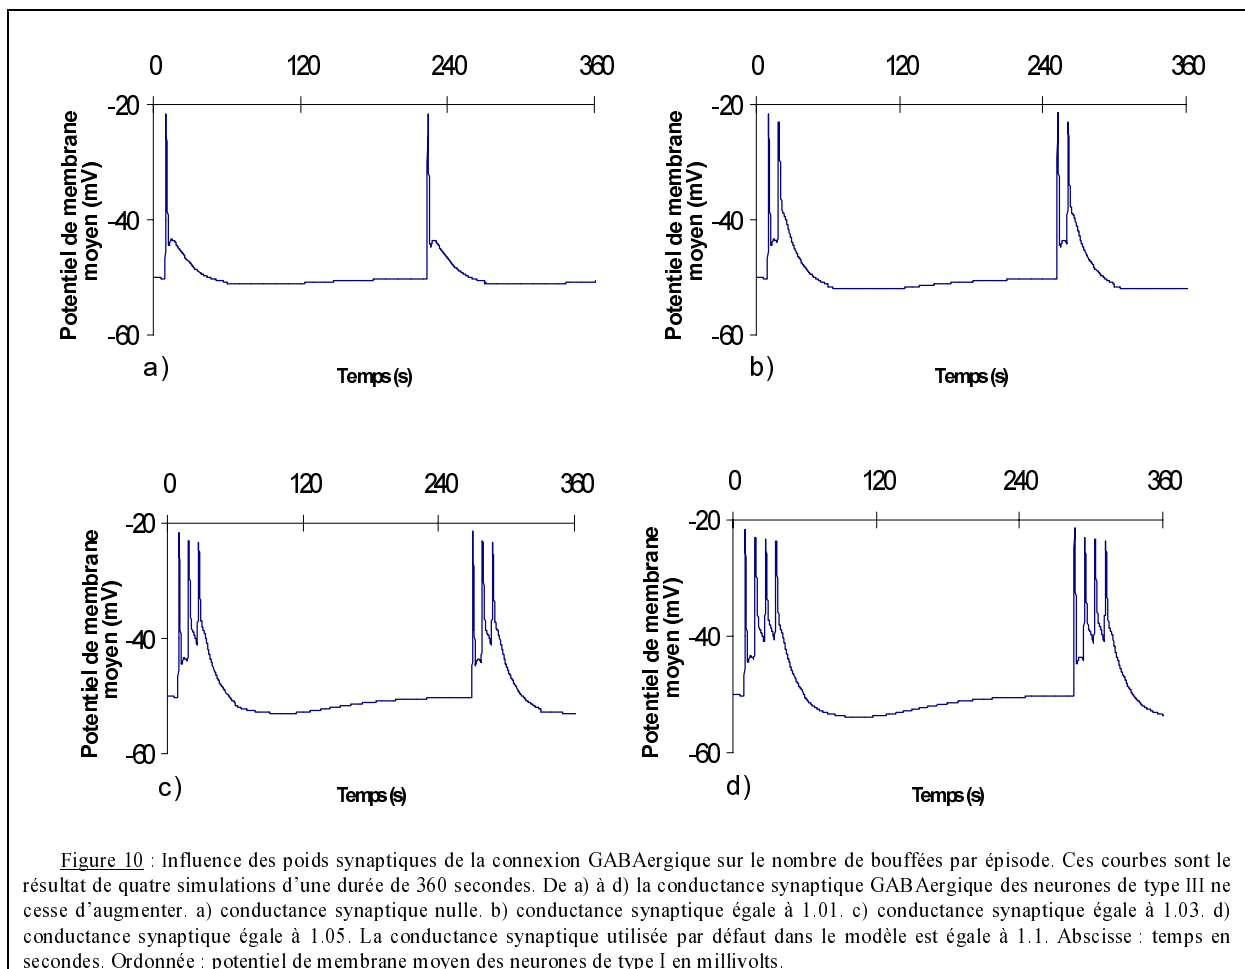 0 120 240 360
-20
-40
-60
Potentiel de membrane
moyen (mV)
a)
Temps (s)
0 120 240 360
-20
-40
-60
Potentiel de membrane
moyen (mV)
b)
Temps (s)
0 120 240 360
-20
-40
-60
Potentiel de membrane
moyen (mV)
c)
Temps (s)
0 120 240 360
-20
-40
-60
Potentiel de membrane
moyen (mV)
d)
Temps (s)
Figure 10 : Influence des poids synaptiques de la connexion GABAergique sur le nombre de bouffées par épisode. Ces courbes sont le
résultat de quatre simulations d'une durée de 360 secondes. De a) à d) la conductance synaptique GABAergique des neurones de type III ne
cesse d'augmenter. a) conductance synaptique nulle. b) conductance synaptique égale à 1.01. c) conductance synaptique égale à 1.03. d)
conductance synaptique égale à 1.05. La conductance synaptique utilisée par défaut dans le modèle est égale à 1.1. Abscisse : temps en
secondes. Ordonnée : potentiel de membrane moyen des neurones de type I en millivolts.